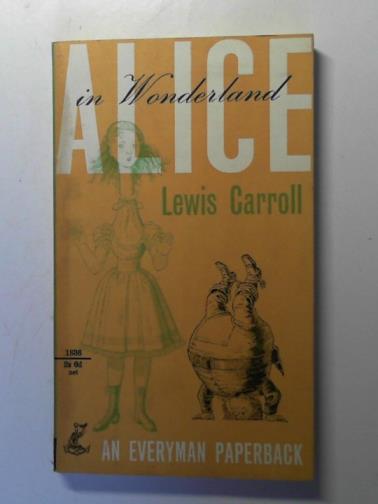 ALICE
in Wonderland
Lewis Carroll
1836
2s 6d
net
AN EVERYMAN PAPERBACK